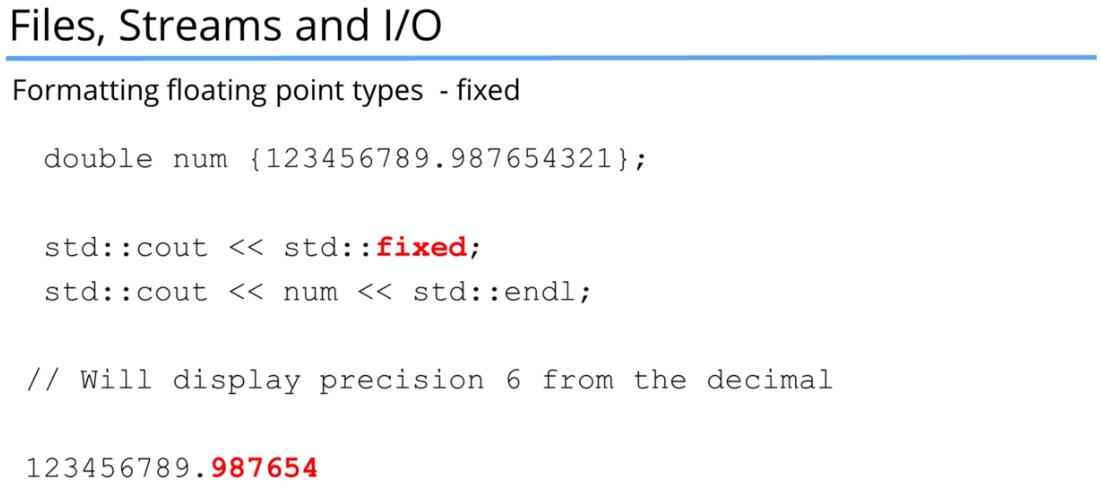 Files, Streams and I/O
Formatting floating point types - fixed
double num {123456789.987654321};
std::cout << std::fixed;
std::cout << num << std::endl;
// Will display precision 6 from the decimal
123456789.987654